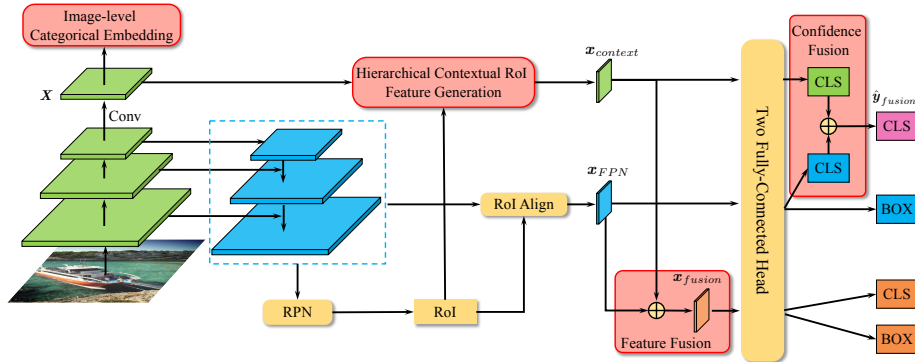 Image-level
Categorical Embedding
X
Conv
Hierarchical Contextual RoI
Feature Generation
x_context
x_FPN
RoI Align
RPN
RoI
x_fusion
Feature Fusion
Two Fully-Connected Head
Confidence
Fusion
CLS
CLS
ŷ_fusion
CLS
BOX
CLS
BOX